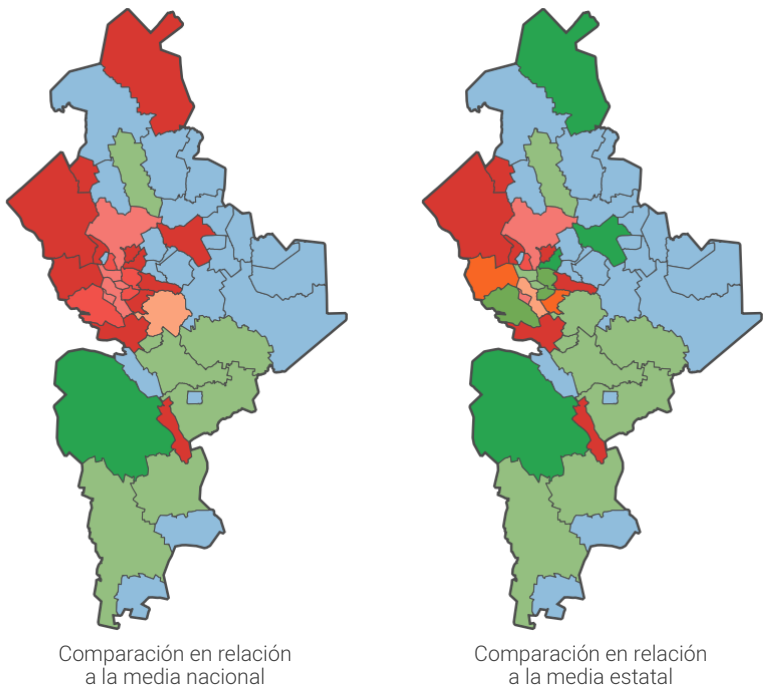 Comparación en relación
a la media nacional
Comparación en relación
a la media estatal